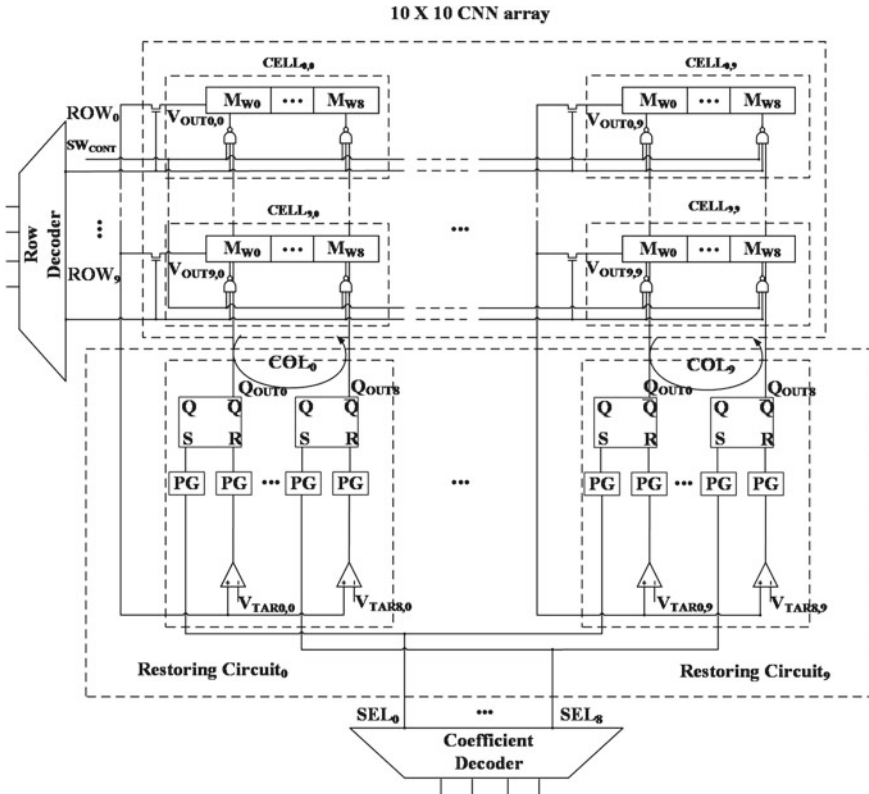 10 X 10 CNN array
CELL0,0
CELL0,9
ROW0
MW0 ... MW8
MW0 ... MW8
VOUT0,0
VOUT0,9
SWCONT
CELL9,0
CELL9,9
...
...
Row Decoder
ROW9
MW0 ... MW8
MW0 ... MW8
VOUT9,0
VOUT9,9
COL0
COL9
QOUT0
QOUT8
QOUT0
QOUT8
Q Q̅
Q Q̅
Q Q̅
Q Q̅
S R
S R
S R
S R
PG PG ... PG PG
...
PG PG ... PG PG
+ -
+ -
+ -
+ -
VTAR0,0
VTAR8,0
VTAR0,9
VTAR8,9
Restoring Circuit0
Restoring Circuit9
SEL0
...
SEL8
Coefficient
Decoder